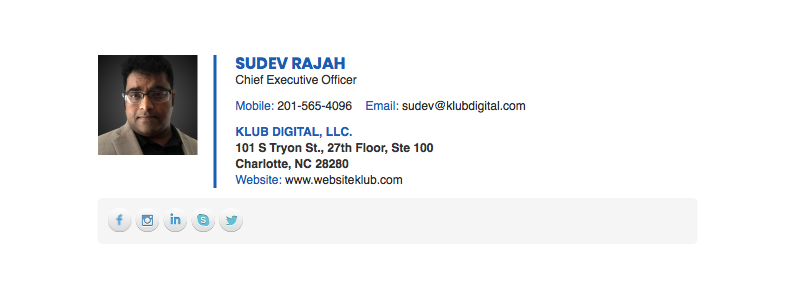 SUDEV RAJAH
Chief Executive Officer
Mobile: 201-565-4096 Email: sudev@klubdigital.com
KLUB DIGITAL, LLC.
101 S Tryon St., 27th Floor, Ste 100
Charlotte, NC 28280
Website: www.websiteklub.com